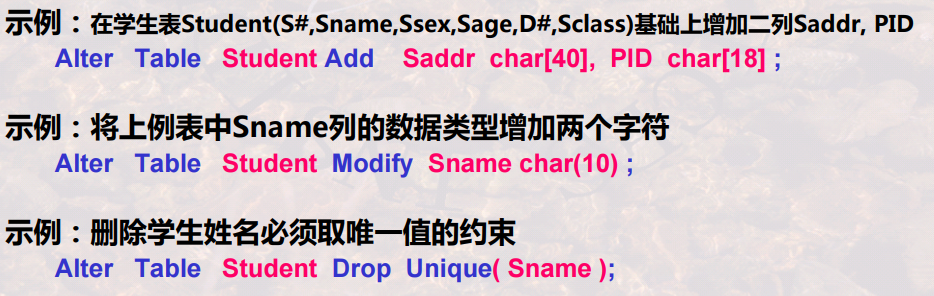 示例：在学生表Student(S#,Sname,Ssex,Sage,D#,Sclass)基础上增加二列Saddr, PID
Alter Table Student Add Saddr char[40], PID char[18] ;
示例：将上例表中Sname列的数据类型增加两个字符
Alter Table Student Modify Sname char(10) ;
示例：删除学生姓名必须取唯一值的约束
Alter Table Student Drop Unique( Sname );